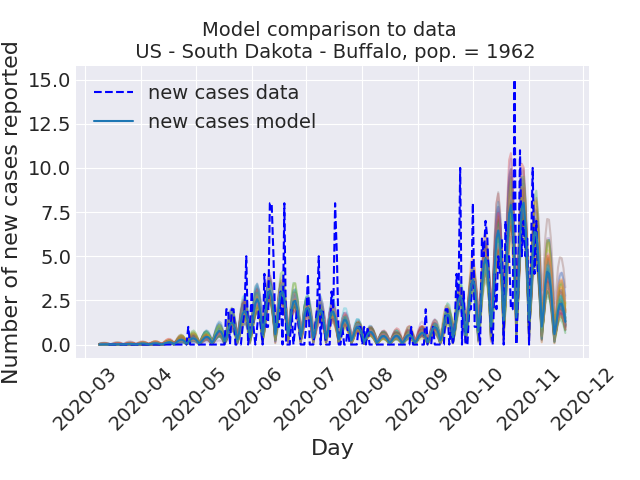 Model comparison to data
US - South Dakota - Buffalo, pop. = 1962
Number of new cases reported
15.0
12.5
10.0
7.5
5.0
2.5
0.0
new cases data
new cases model
2020-03
2020-04
2020-05
2020-06
2020-07
2020-08
2020-09
2020-10
2020-11
2020-12
Day